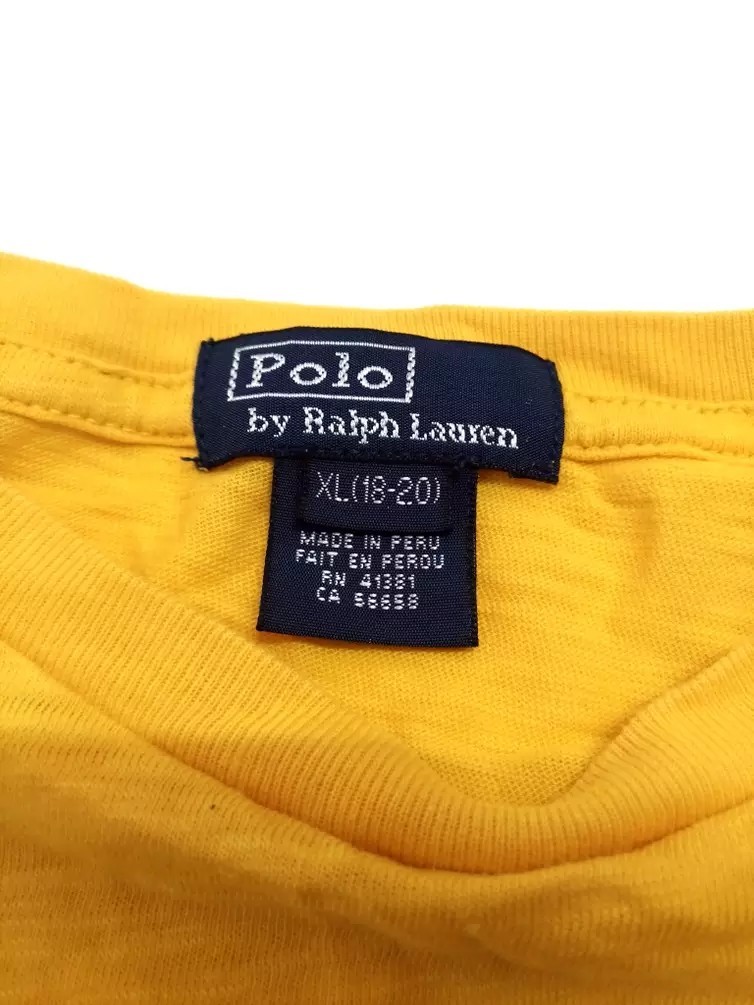 Polo
by Ralph Lauren
XL(18-20)
MADE IN PERU
FAIT EN PEROU
RN 41381
CA 56658